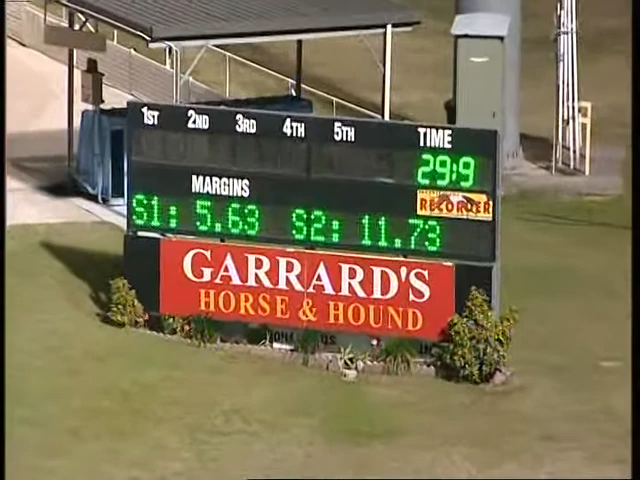 1ST 2ND 3RD 4TH 5TH TIME
29:9
MARGINS
RECORDER
S1: 5.63 S2: 11.73
GARRARD'S
HORSE & HOUND